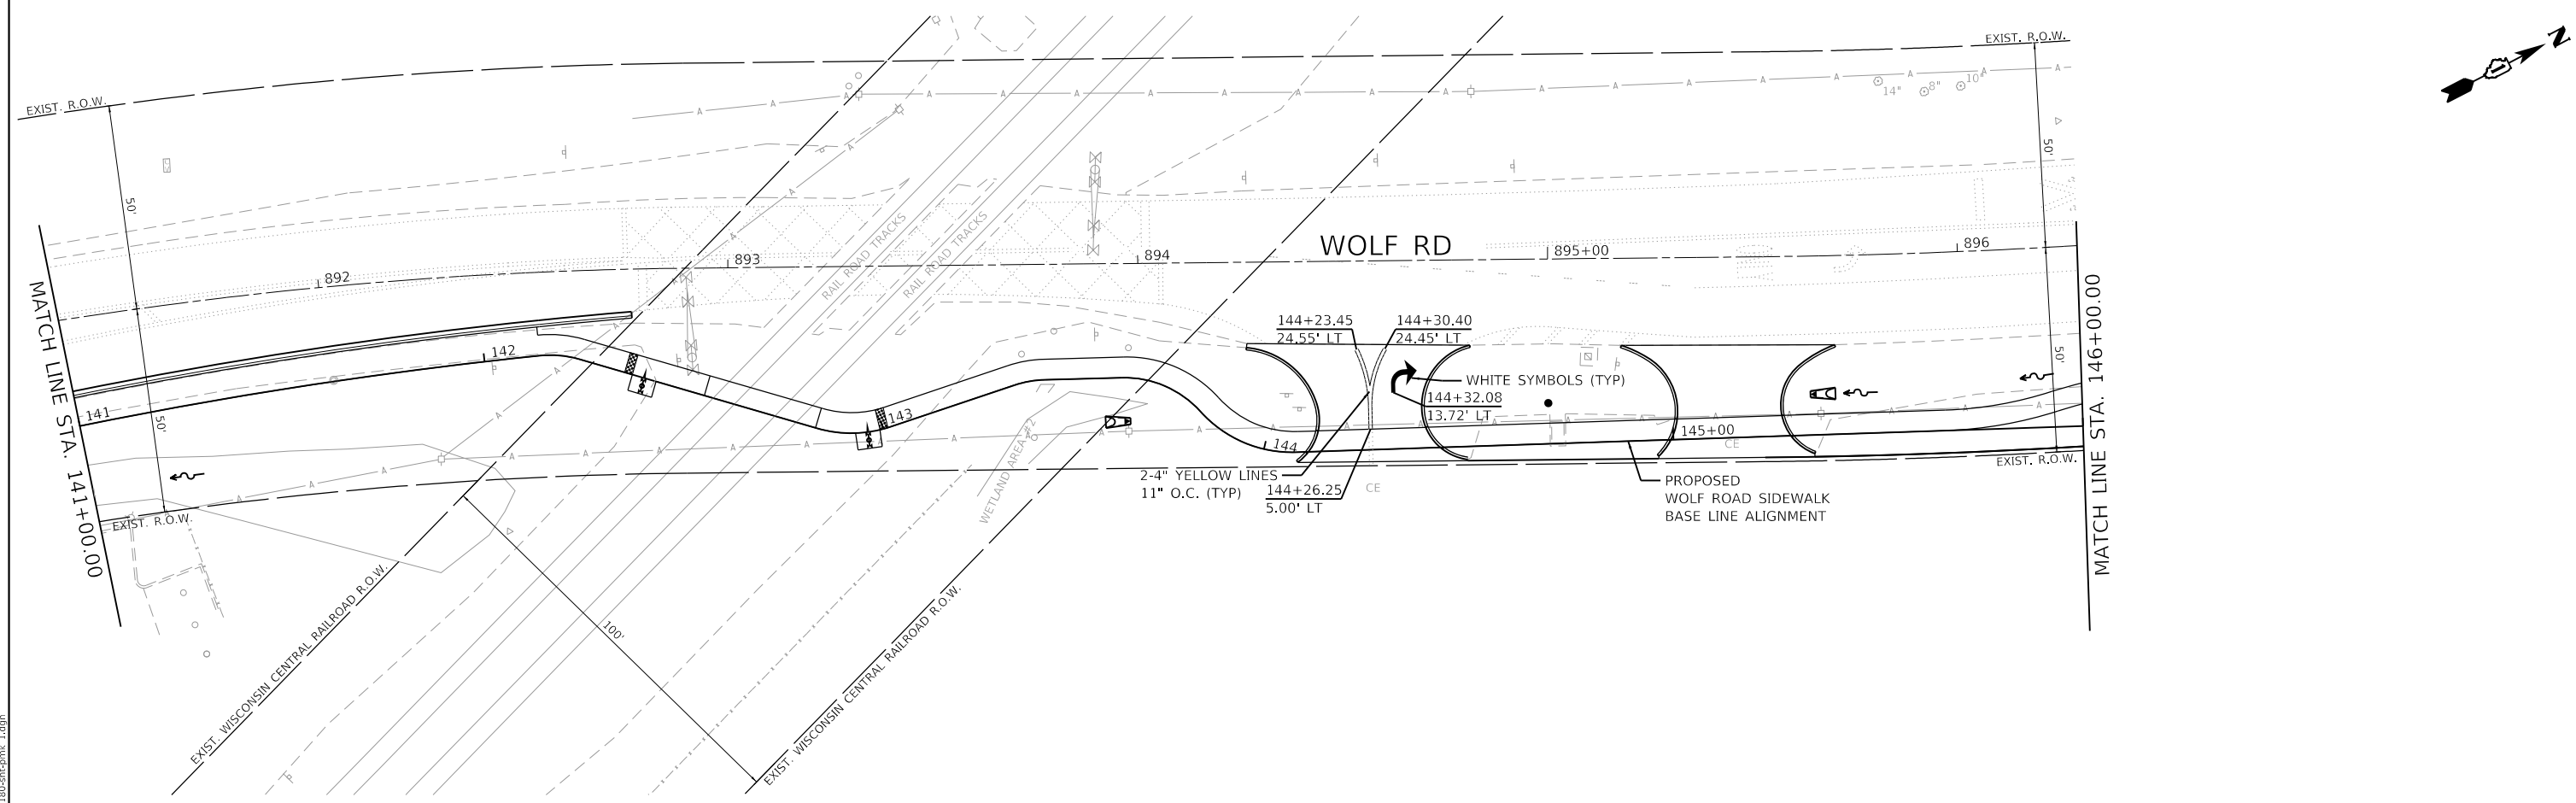 EXIST. R.O.W.
EXIST. R.O.W.
N
14"
8"
10"
50'
50'
WOLF RD
892
893
894
895+00
896
RAIL ROAD TRACKS
RAIL ROAD TRACKS
MATCH LINE STA. 141+00.00
MATCH LINE STA. 146+00.00
141
142
143
144
145+00
50'
50'
144+23.45
24.55' LT
144+30.40
24.45' LT
WHITE SYMBOLS (TYP)
144+32.08
13.72' LT
2-4" YELLOW LINES
11" O.C. (TYP)
144+26.25
5.00' LT
CE
CE
PROPOSED
WOLF ROAD SIDEWALK
BASE LINE ALIGNMENT
WETLAND AREA #2
EXIST. R.O.W.
EXIST. R.O.W.
EXIST. WISCONSIN CENTRAL RAILROAD R.O.W.
100'
EXIST. WISCONSIN CENTRAL RAILROAD R.O.W.